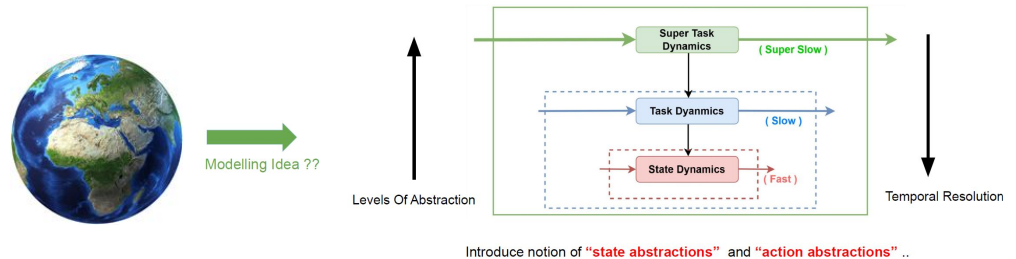 Modelling Idea ??
Levels Of Abstraction
Super Task
Dynamics
( Super Slow )
Task Dyanmics
( Slow )
State Dynamics
( Fast )
Temporal Resolution
Introduce notion of “state abstractions” and “action abstractions” ..